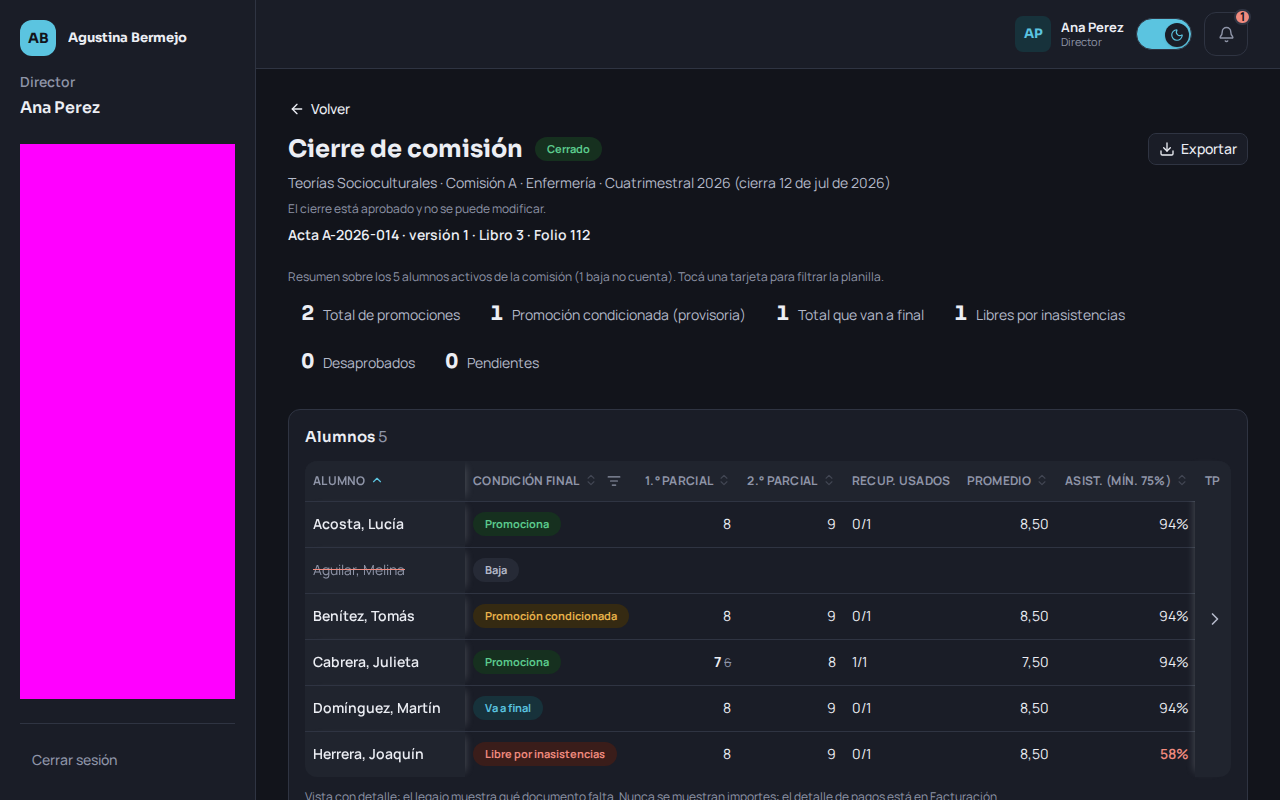 AB Agustina Bermejo
Director
Ana Perez
Cerrar sesión
AP Ana Perez
Director
1
Volver
Cierre de comisión Cerrado
Exportar
Teorías Socioculturales · Comisión A · Enfermería · Cuatrimestral 2026 (cierra 12 de jul de 2026)
El cierre está aprobado y no se puede modificar.
Acta A-2026-014 · versión 1 · Libro 3 · Folio 112
Resumen sobre los 5 alumnos activos de la comisión (1 baja no cuenta). Tocá una tarjeta para filtrar la planilla.
2 Total de promociones 1 Promoción condicionada (provisoria) 1 Total que van a final 1 Libres por inasistencias
0 Desaprobados 0 Pendientes
Alumnos 5
ALUMNO CONDICIÓN FINAL 1.º PARCIAL 2.º PARCIAL RECUP. USADOS PROMEDIO ASIST. (MÍN. 75%) TP
Acosta, Lucía Promociona 8 9 0/1 8,50 94%
Aguilar, Melina Baja
Benítez, Tomás Promoción condicionada 8 9 0/1 8,50 94%
Cabrera, Julieta Promociona 7 6 8 1/1 7,50 94%
Domínguez, Martín Va a final 8 9 0/1 8,50 94%
Herrera, Joaquín Libre por inasistencias 8 9 0/1 8,50 58%
Vista con detalle: el legajo muestra qué documento falta. Nunca se muestran importes; el detalle de pagos está en Facturación.